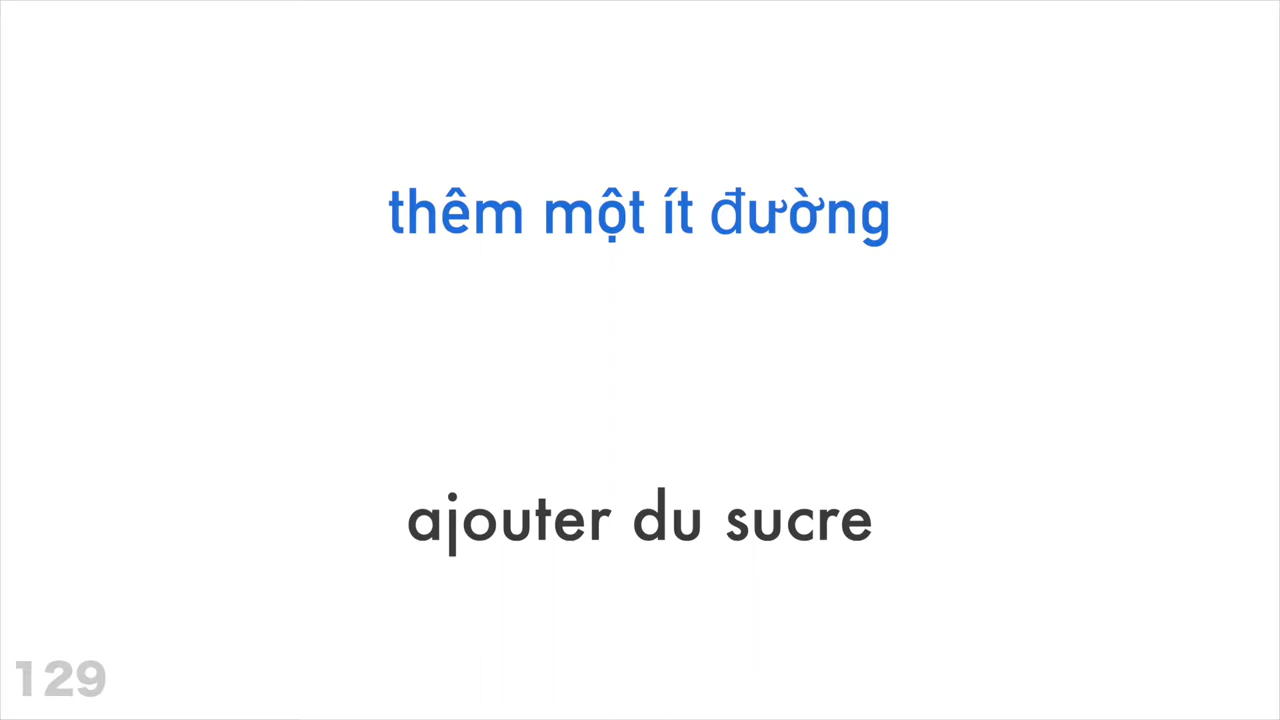 thêm một ít đường
ajouter du sucre
129